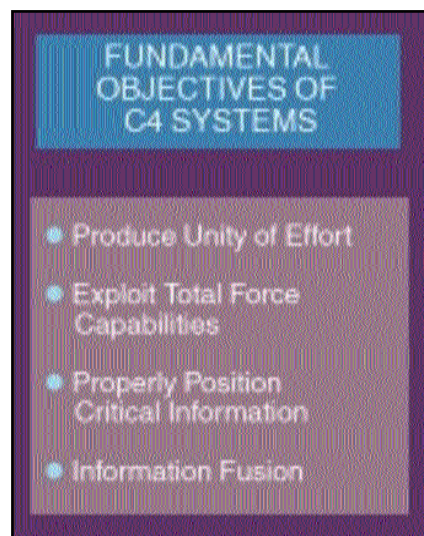 FUNDAMENTAL
OBJECTIVES OF
C4 SYSTEMS
Produce Unity of Effort
Exploit Total Force
Capabilities
Properly Position
Critical Information
Information Fusion